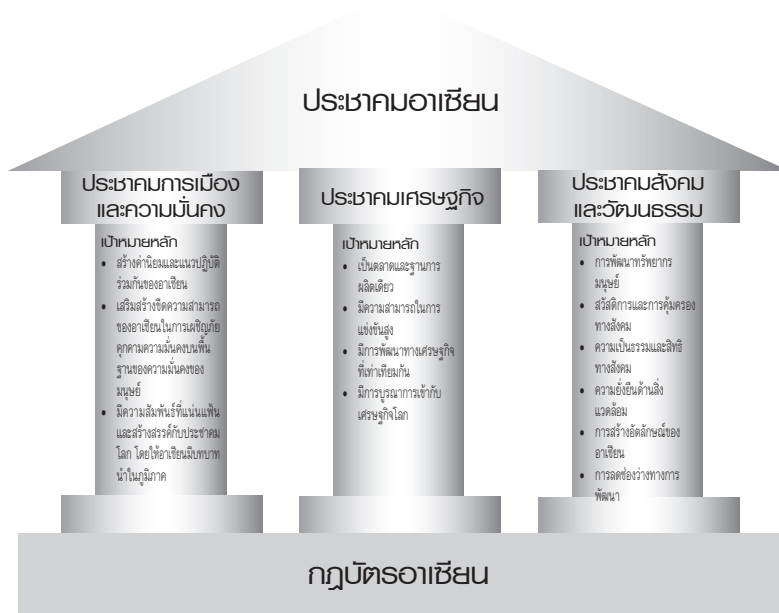 ประชาคมอาเซียน
ประชาคมการเมือง
และความมั่นคง
เป้าหมายหลัก
• สร้างค่านิยมและแนวปฏิบัติ
ร่วมกันของอาเซียน
• เสริมสร้างขีดความสามารถ
ของอาเซียนในการเผชิญภัย
คุกคามความมั่นคงบนพื้น
ฐานของความมั่นคงของ
มนุษย์
• มีความสัมพันธ์ที่แน่นแฟ้น
และสร้างสรรค์กับประชาคม
โลก โดยให้อาเซียนมีบทบาท
นำในภูมิภาค
ประชาคมเศรษฐกิจ
เป้าหมายหลัก
• เป็นตลาดและฐานการ
ผลิตเดียว
• มีความสามารถในการ
แข่งขันสูง
• มีการพัฒนาทางเศรษฐกิจ
ที่เท่าเทียมกัน
• มีการบูรณาการเข้ากับ
เศรษฐกิจโลก
ประชาคมสังคม
และวัฒนธรรม
เป้าหมายหลัก
• การพัฒนาทรัพยากร
มนุษย์
• สวัสดิการและการคุ้มครอง
ทางสังคม
• ความเป็นธรรมและสิทธิ
ทางสังคม
• ความยั่งยืนด้านสิ่ง
แวดล้อม
• การสร้างอัตลักษณ์ของ
อาเซียน
• การลดช่องว่างทางการ
พัฒนา
กฎบัตรอาเซียน